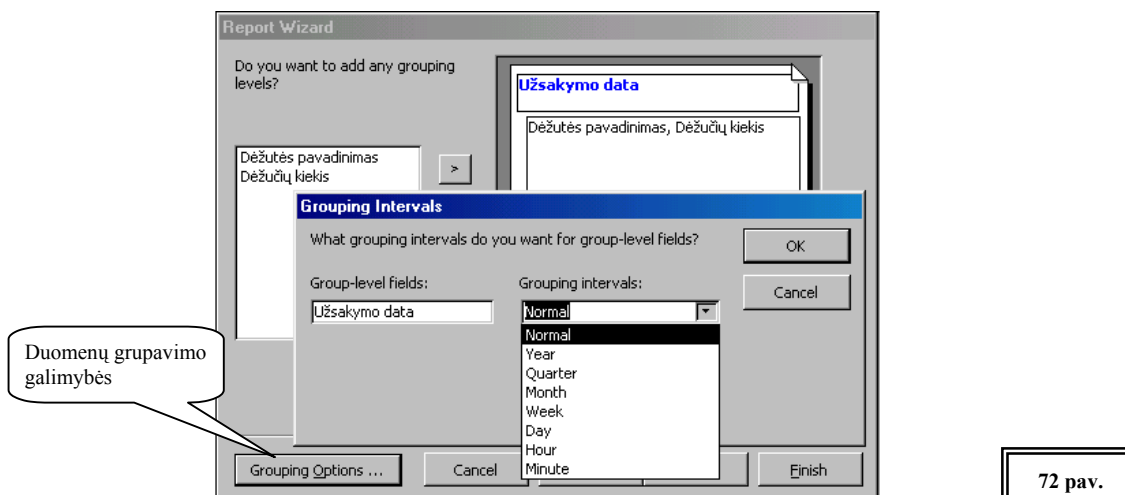 Report Wizard
Do you want to add any grouping
levels?
Užsakymo data
Dėžutės pavadinimas, Dėžučių kiekis
Dėžutės pavadinimas
Dėžučių kiekis
>
Grouping Intervals
What grouping intervals do you want for group-level fields?
OK
Cancel
Group-level fields:
Grouping intervals:
Užsakymo data
Normal
Normal
Year
Quarter
Month
Week
Day
Hour
Minute
Duomenų grupavimo
galimybės
Grouping Options ...
Cancel
Finish
72 pav.